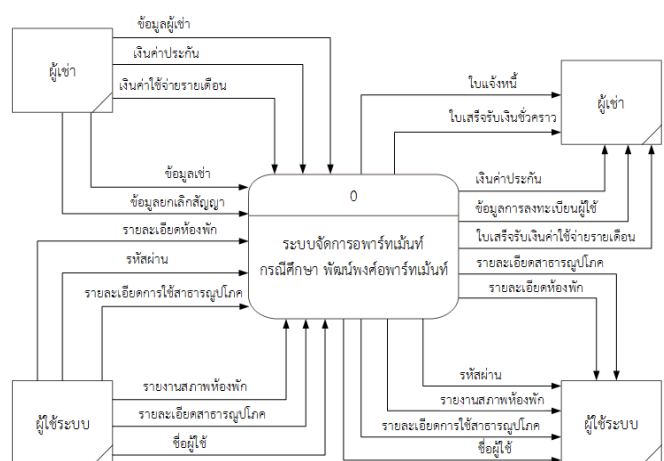 ข้อมูลผู้เช่า
เงินค่าประกัน
เงินค่าใช้จ่ายรายเดือน
ผู้เช่า
ใบแจ้งหนี้
ผู้เช่า
ใบเสร็จรับเงินชั่วคราว
ข้อมูลเช่า
ข้อมูลยกเลิกสัญญา
0
เงินค่าประกัน
ข้อมูลการลงทะเบียนผู้ใช้
ใบเสร็จรับเงินค่าใช้จ่ายรายเดือน
รายละเอียดห้องพัก
รหัสผ่าน
รายละเอียดการใช้สาธารณูปโภค
ระบบจัดการอพาร์ทเม้นท์
กรณีศึกษา พัฒน์พงศ์อพาร์ทเม้นท์
รายละเอียดสาธารณูปโภค
รายละเอียดห้องพัก
ผู้ใช้ระบบ
รายงานสภาพห้องพัก
รายละเอียดสาธารณูปโภค
ชื่อผู้ใช้
รหัสผ่าน
รายงานสภาพห้องพัก
รายละเอียดการใช้สาธารณูปโภค
ชื่อผู้ใช้
ผู้ใช้ระบบ